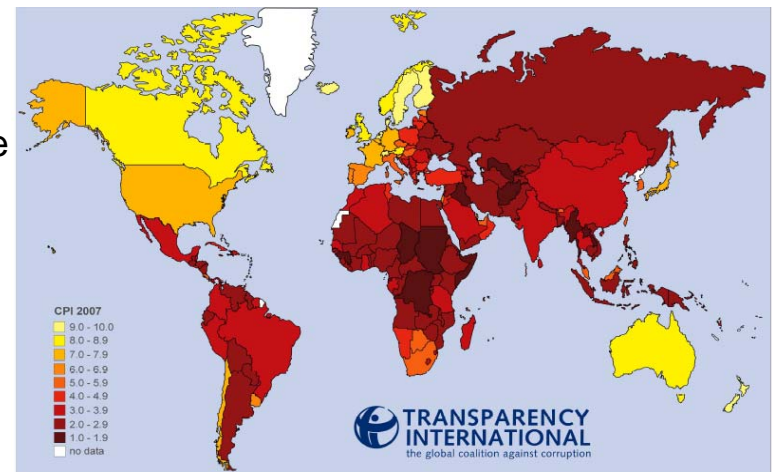 e
CPI 2007
9.0 - 10.0
8.0 - 8.9
7.0 - 7.9
6.0 - 6.9
5.0 - 5.9
4.0 - 4.9
3.0 - 3.9
2.0 - 2.9
1.0 - 1.9
no data
TRANSPARENCY
INTERNATIONAL
the global coalition against corruption